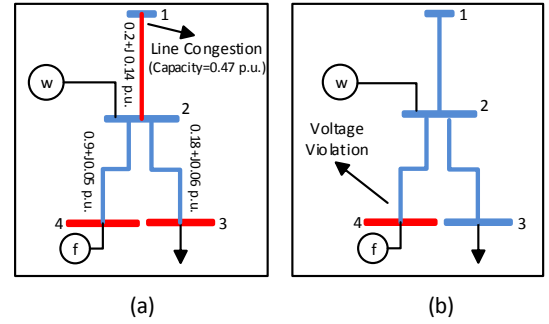 1
0.2+J 0.14 p.u.
Line Congestion
(Capacity=0.47 p.u.)
w
2
0.9+J0.05 p.u.
0.18+J0.06 p.u.
4
3
f
(a)
1
w
2
Voltage
Violation
4
3
f
(b)